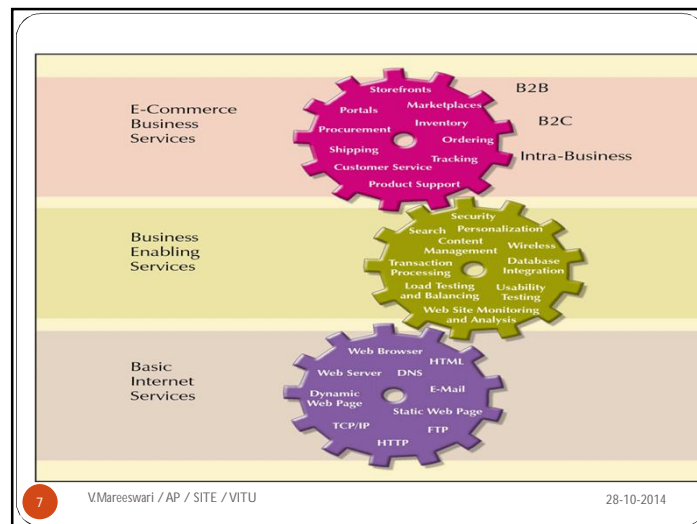 E-Commerce
Business
Services
Storefronts
Portals
Marketplaces
Procurement
Inventory
Ordering
Shipping
Tracking
Customer Service
Product Support
B2B
B2C
Intra-Business
Business
Enabling
Services
Security
Search
Personalization
Content
Management
Wireless
Transaction
Processing
Database
Integration
Load Testing
and Balancing
Usability
Testing
Web Site Monitoring
and Analysis
Basic
Internet
Services
Web Browser
HTML
Web Server
DNS
Dynamic
Web Page
E-Mail
Static Web Page
TCP/IP
FTP
HTTP
7
V.Mareeswari / AP / SITE / VITU
28-10-2014